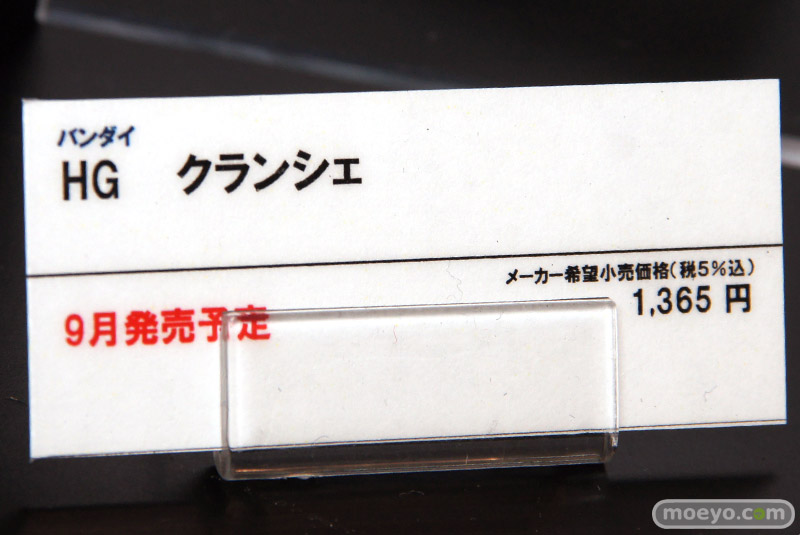 バンダイ
HG クランシェ
メーカー希望小売価格(税5%込)
1,365 円
9月発売予定
moeyo.com